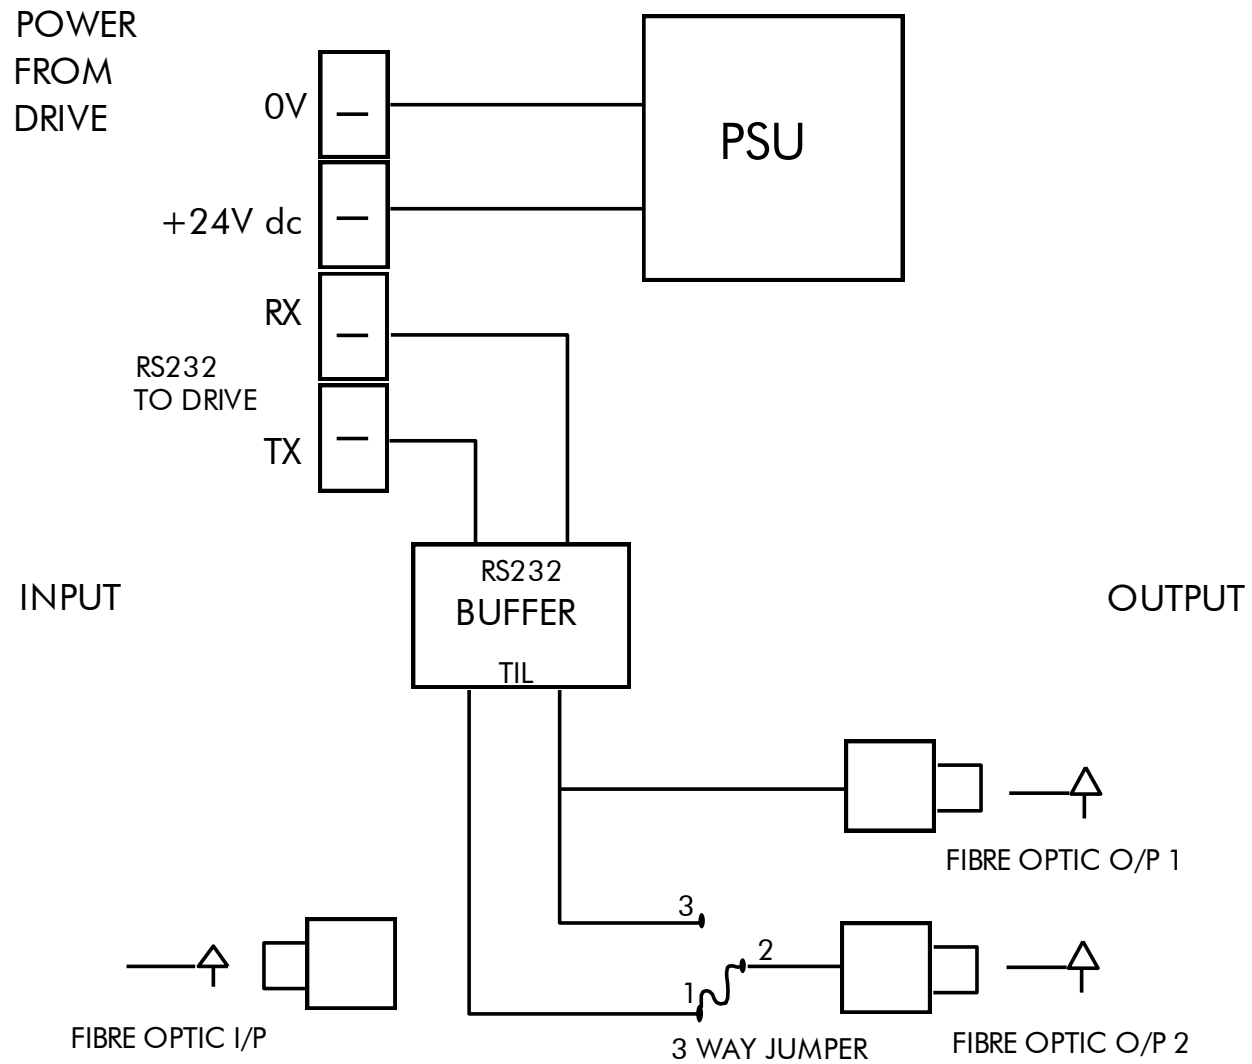 POWER
FROM
DRIVE
0V
PSU
+24V dc
RX
RS232
TO DRIVE
TX
RS232
BUFFER
TIL
INPUT
OUTPUT
FIBRE OPTIC O/P 1
3
2
1
FIBRE OPTIC I/P
3 WAY JUMPER
FIBRE OPTIC O/P 2